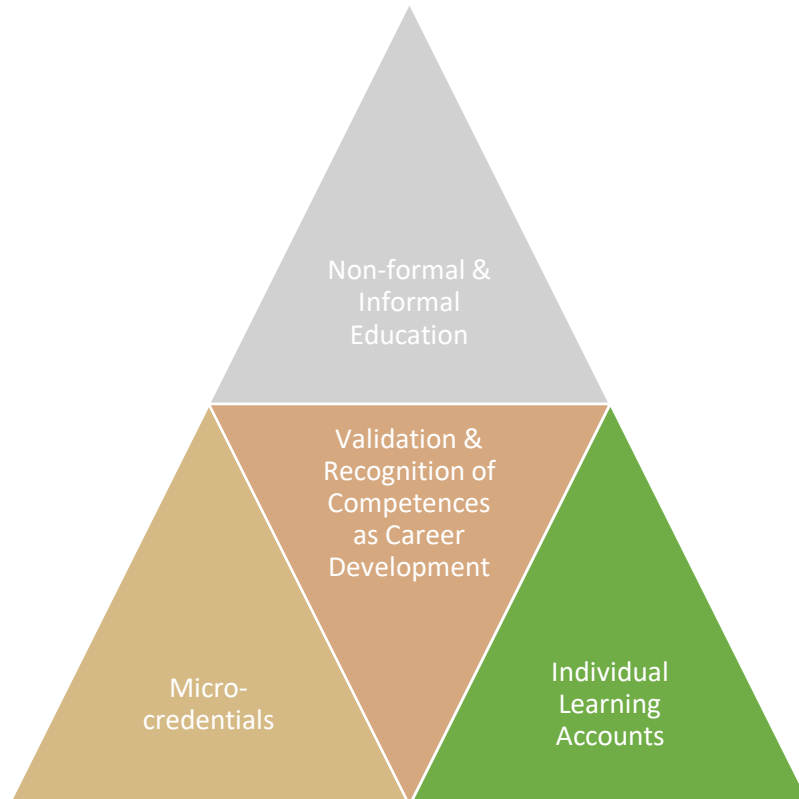 Non-formal &
Informal
Education
Validation &
Recognition of
Competences
as Career
Development
Micro-
credentials
Individual
Learning
Accounts